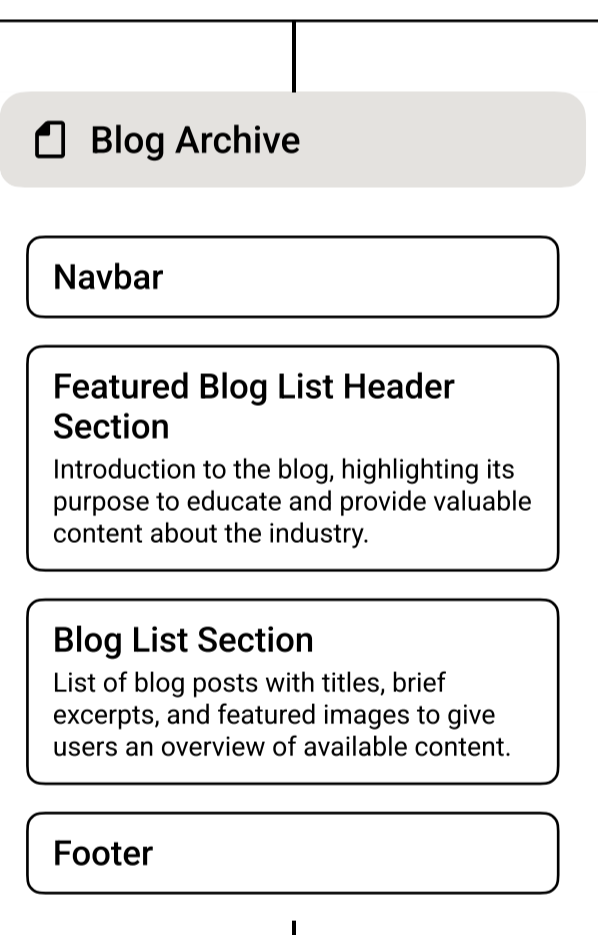 Blog Archive
Navbar
Featured Blog List Header
Section
Introduction to the blog, highlighting its
purpose to educate and provide valuable
content about the industry.
Blog List Section
List of blog posts with titles, brief
excerpts, and featured images to give
users an overview of available content.
Footer